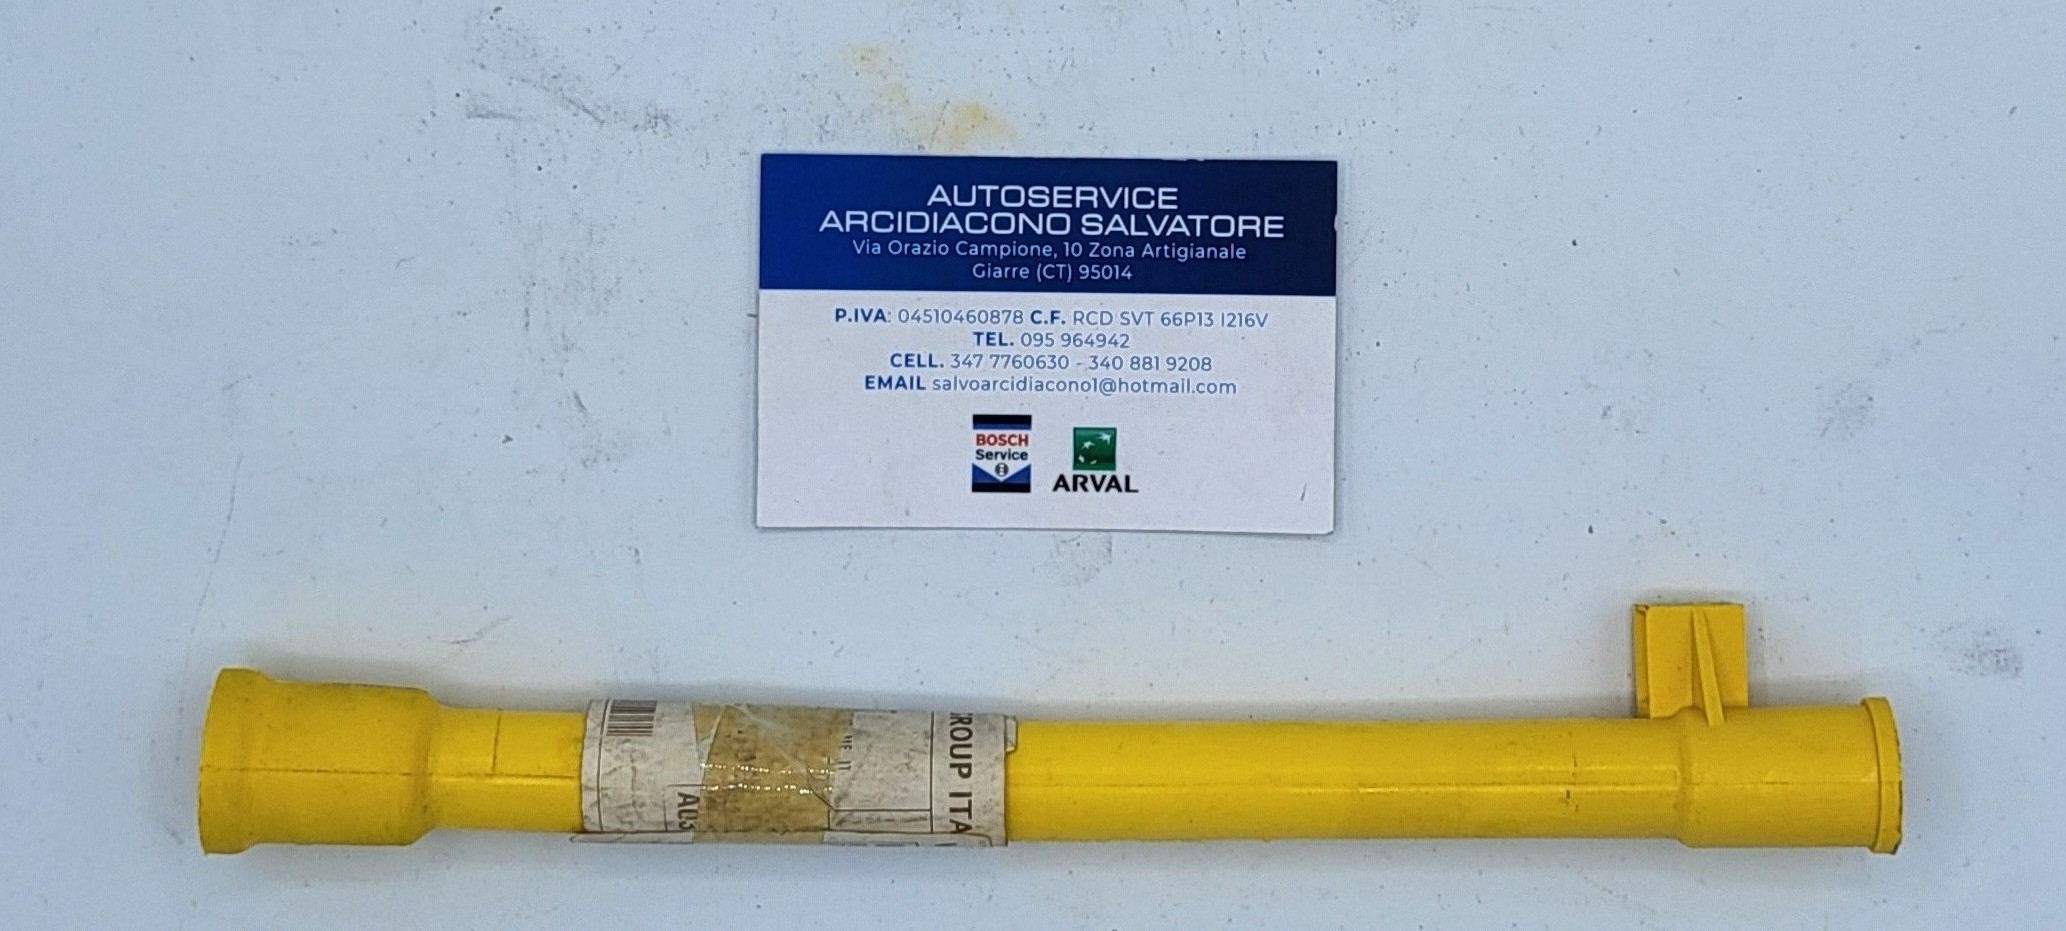 AUTOSERVICE
ARCIDIACONO SALVATORE
Via Orazio Campione, 10 Zona Artigianale
Giarre (CT) 95014
P.IVA: 04510460878 C.F. RCD SVT 66P13 I216V
TEL. 095 964942
CELL. 347 7760630 - 340 881 9208
EMAIL salvoarcidiacono1@hotmail.com
BOSCH
Service
ARVAL
ROUP ITA